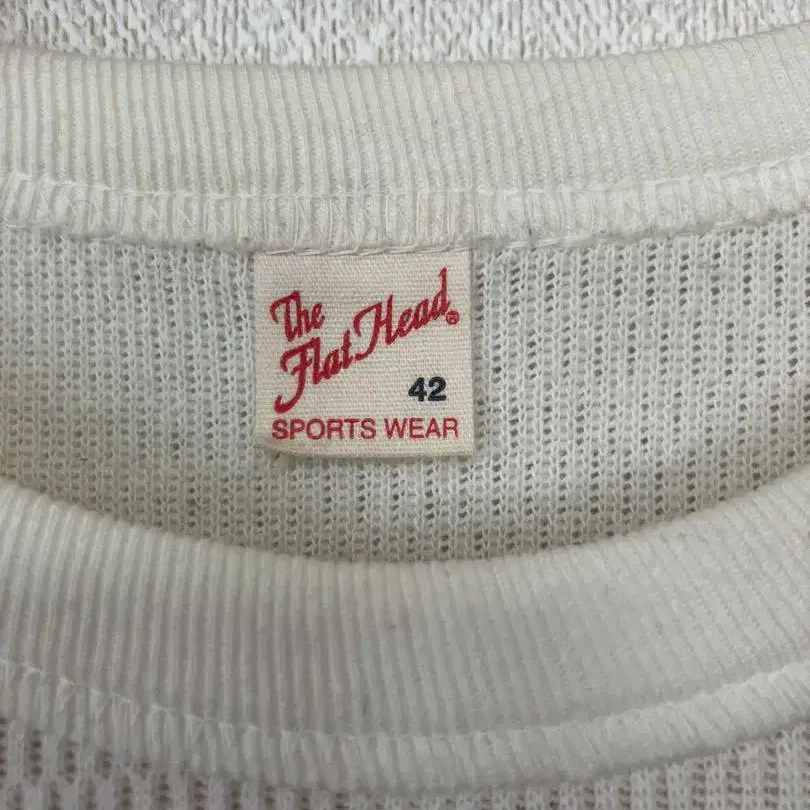 The
Flat Head®
42
SPORTS WEAR